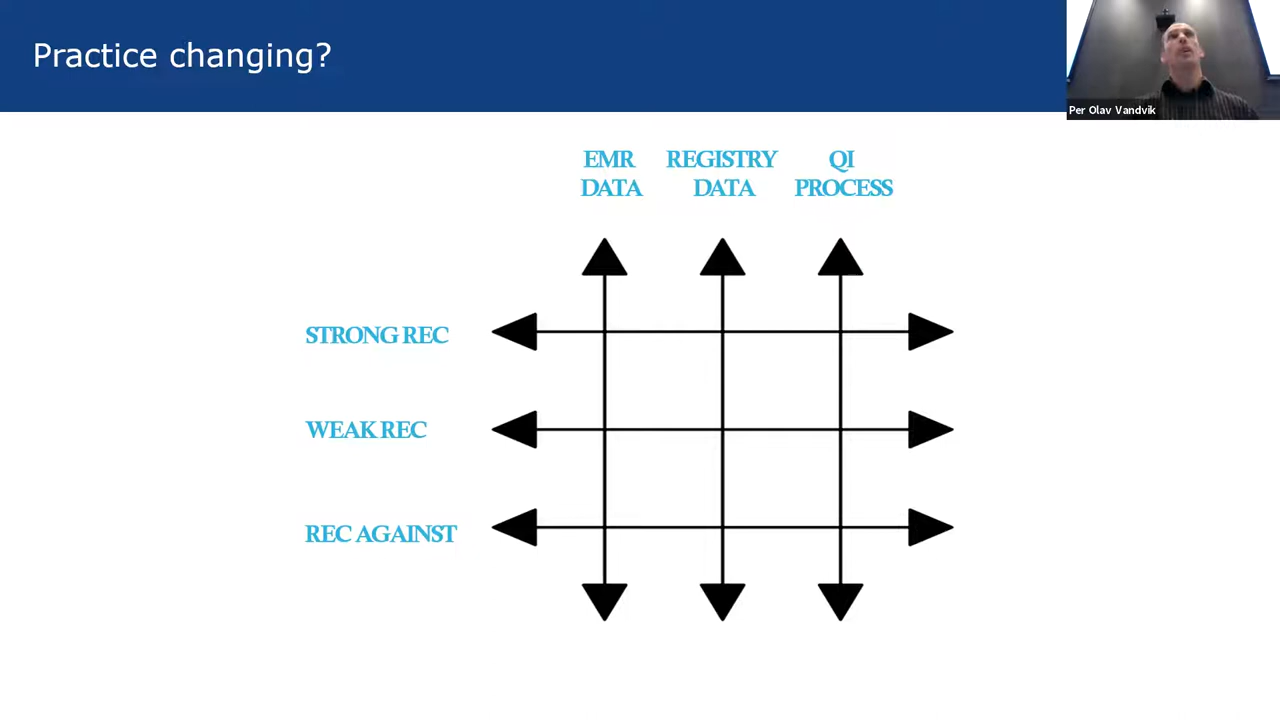 Practice changing?
Per Olav Vandvik
EMR REGISTRY QI
DATA DATA PROCESS
STRONG REC
WEAK REC
REC AGAINST